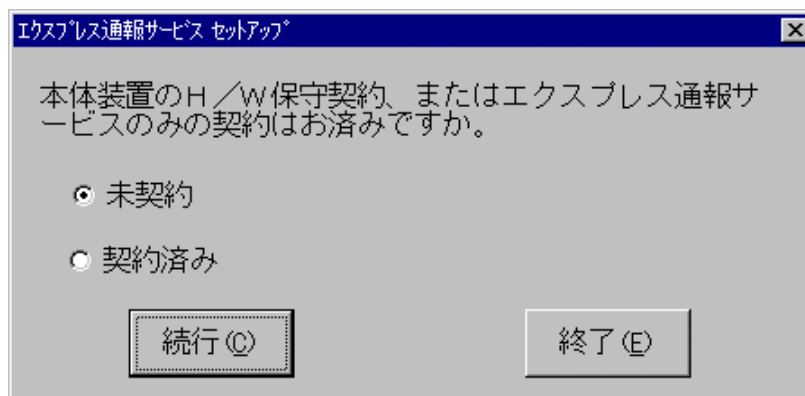 ｴｸｽﾌﾟﾚｽ通報ｻｰﾋﾞｽ ｾｯﾄｱｯﾌﾟ
本体装置のＨ／Ｗ保守契約、またはエクスプレス通報サ
ービスのみの契約はお済みですか。
未契約
契約済み
続行(C) 終了(E)